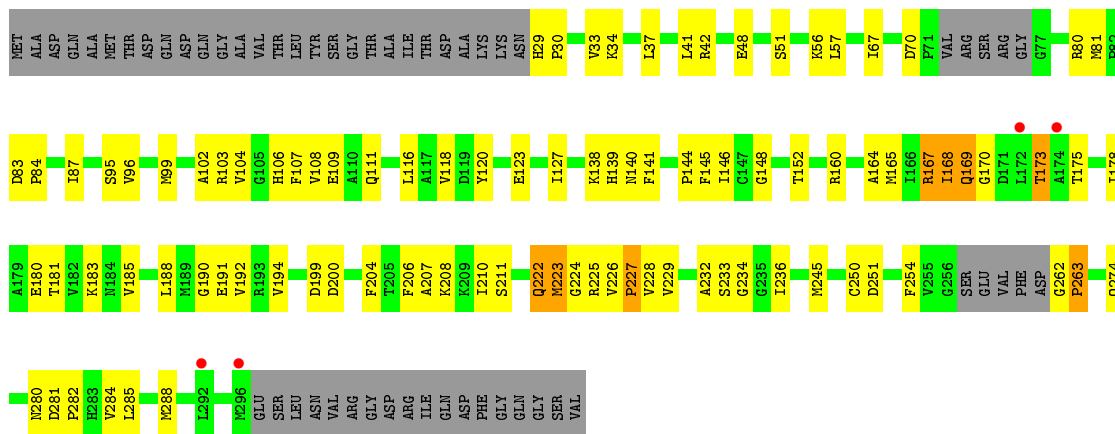 MET ALA ASP GLN ALA MET THR ASP GLN ASP GLN GLY ALA VAL THR LEU TYR SER GLY THR ALA ILE THR ASP ALA LYS LYS ASN H29 P30 V33 K34 L37 L41 R42 E48 S51 K56 L57 I67 D70 P71 VAL ARG SER ARG GLY G77 R80 M81 P82
D83 P84 I87 S95 V96 M99 A102 R103 V104 G105 H106 F107 V108 E109 A110 Q111 L116 A117 V118 D119 Y120 E123 I127 K138 H139 N140 F141 P144 F145 I146 C147 G148 T152 R160 A164 M165 I166 R167 I168 Q169 G170 D171 L172 T173 A174 T175 I178
A179 E180 T181 V182 K183 N184 V185 L188 M189 G190 E191 V192 R193 V194 D199 D200 F204 T205 F206 A207 K208 K209 I210 S211 Q222 M223 G224 R225 V226 P227 V228 V229 A232 S233 G234 G235 I236 M245 C250 D251 F254 V255 G256 SER GLU VAL PHE ASP G262 P263
N280 D281 P282 H283 V284 L285 M288 L292 M296 GLU SER LEU ASN VAL ARG GLY ASP ARG ILE GLN ASP PHE GLY GLN GLY SER VAL